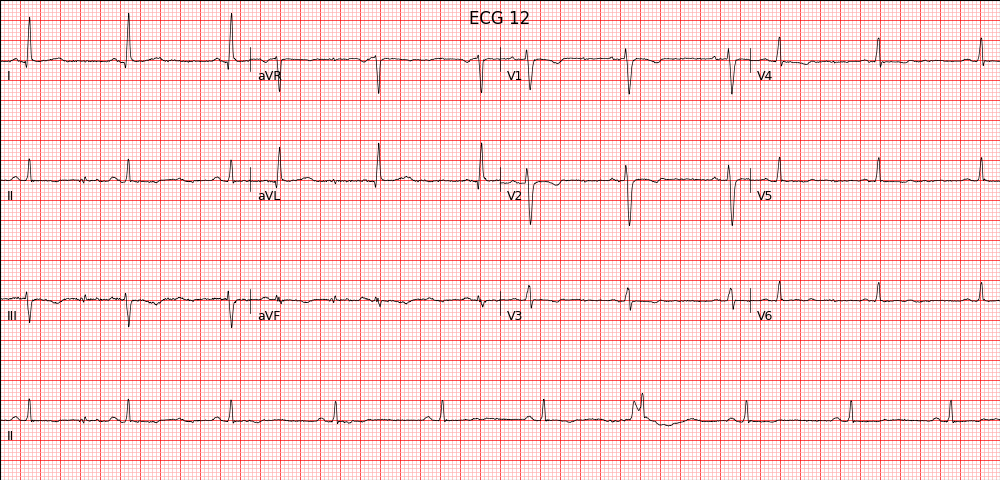 ECG 12
I aVR V1 V4
II aVL V2 V5
III aVF V3 V6
II